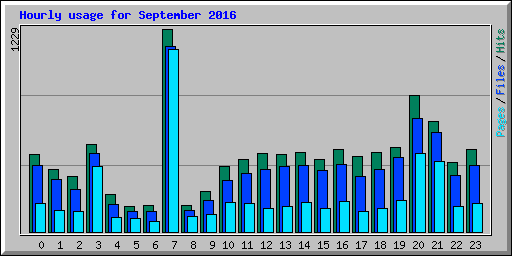 Hourly usage for September 2016
1229
Pages/Files/Hits
0 1 2 3 4 5 6 7 8 9 10 11 12 13 14 15 16 17 18 19 20 21 22 23